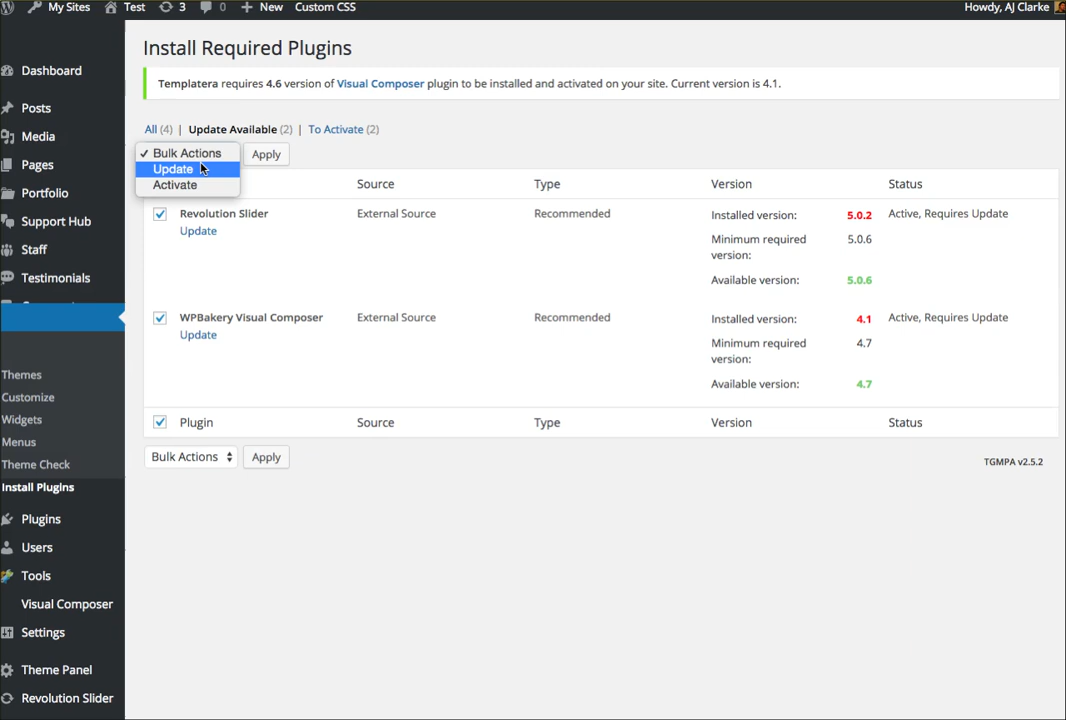 My Sites Test 3 0 New Custom CSS Howdy, AJ Clarke
Dashboard
Posts
Media
Pages
Portfolio
Support Hub
Staff
Testimonials
Themes
Customize
Widgets
Menus
Theme Check
Install Plugins
Plugins
Users
Tools
Visual Composer
Settings
Theme Panel
Revolution Slider
Install Required Plugins
Templatera requires 4.6 version of Visual Composer plugin to be installed and activated on your site. Current version is 4.1.
All (4) | Update Available (2) | To Activate (2)
✓ Bulk Actions Apply
Update
Activate
Source Type Version Status
Revolution Slider External Source Recommended Installed version: 5.0.2 Active, Requires Update
Update
Minimum required version: 5.0.6
Available version: 5.0.6
WPBakery Visual Composer External Source Recommended Installed version: 4.1 Active, Requires Update
Update
Minimum required version: 4.7
Available version: 4.7
Plugin Source Type Version Status
Bulk Actions Apply
TGMPA v2.5.2